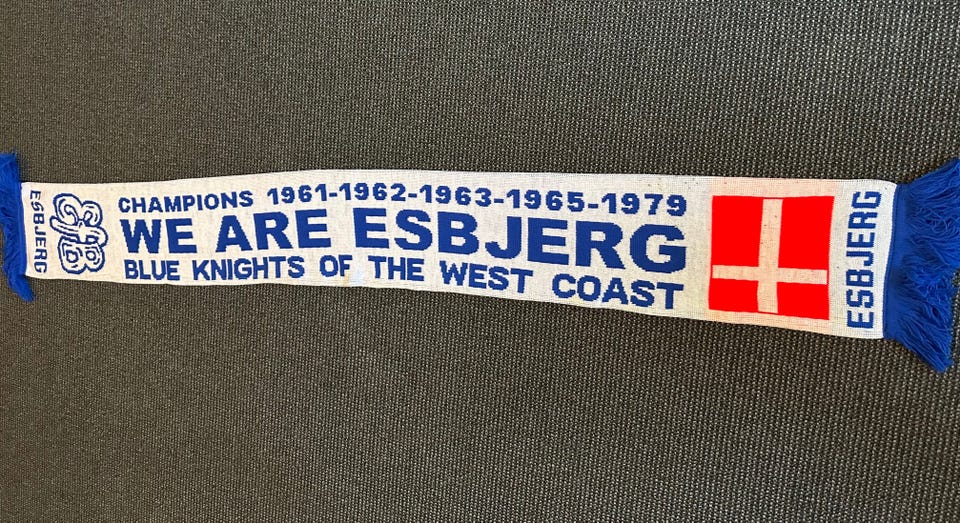 ESBJERG
CHAMPIONS 1961-1962-1963-1965-1979
WE ARE ESBJERG
BLUE KNIGHTS OF THE WEST COAST
ESBJERG